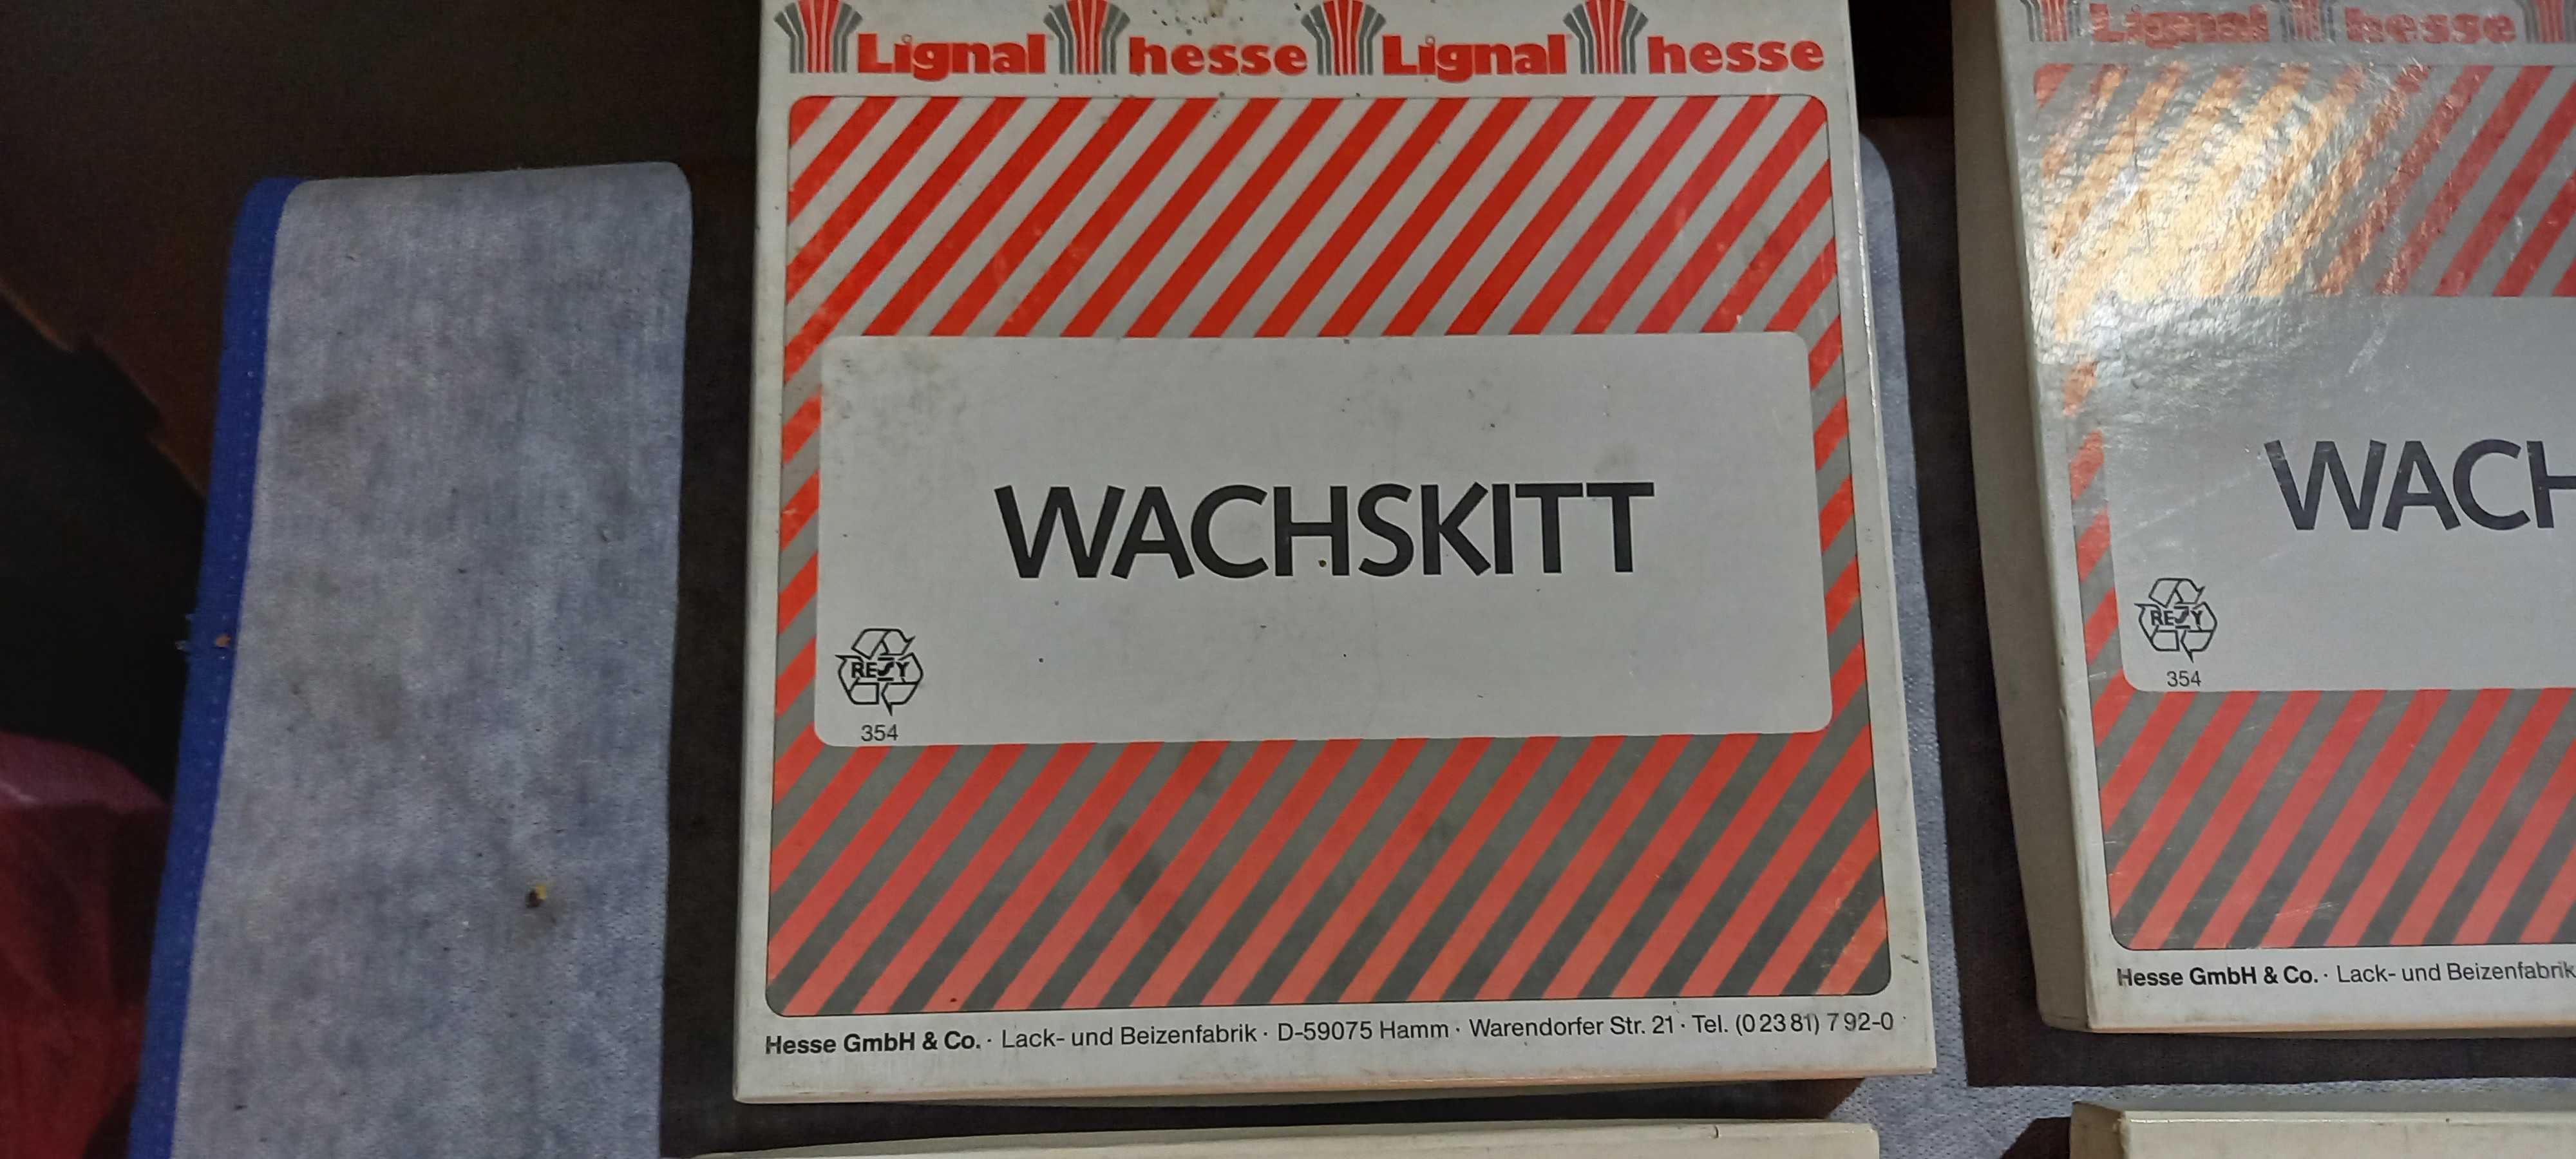 Lignal hesse Lignal hesse
WACHSKITT
RESY
354
Hesse GmbH & Co. · Lack- und Beizenfabrik · D-59075 Hamm · Warendorfer Str. 21 · Tel. (0 23 81) 7 92-0
Lignal hesse
WACH
RESY
354
Hesse GmbH & Co. · Lack- und Beizenfabrik